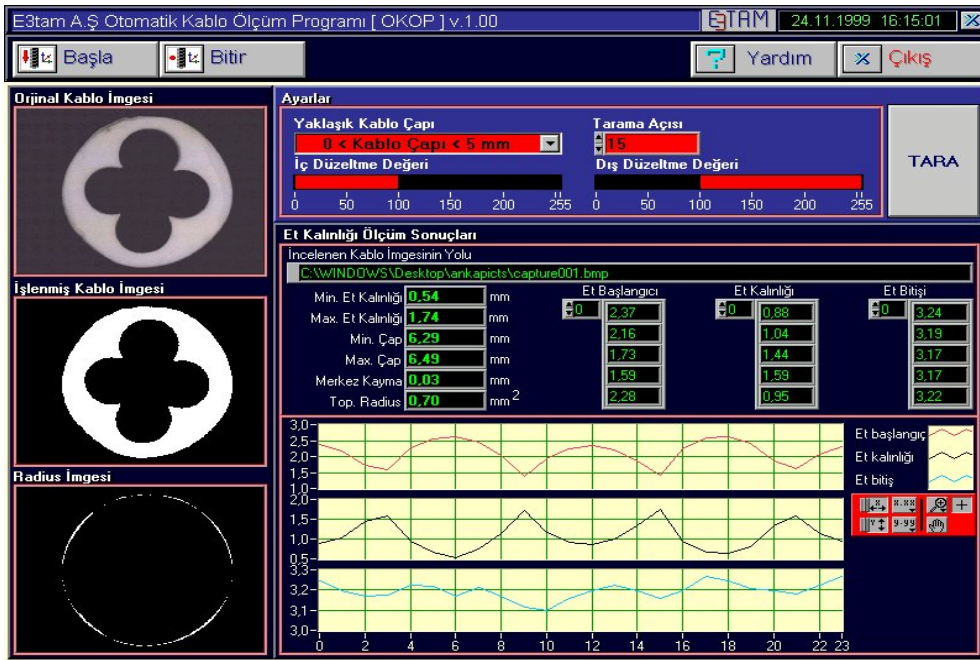 E3tam A.Ş Otomatik Kablo Ölçüm Programı [ OKOP ] v.1.00
E3TAM
24.11.1999 16:15:01
Başla
Bitir
Yardım
Çıkış
Orjinal Kablo İmgesi
İşlenmiş Kablo İmgesi
Radius İmgesi
Ayarlar
Yaklaşık Kablo Çapı
0 < Kablo Çapı < 5 mm
Tarama Açısı
15
İç Düzeltme Değeri
0 50 100 150 200 255
Dış Düzeltme Değeri
0 50 100 150 200 255
TARA
Et Kalınlığı Ölçüm Sonuçları
İncelenen Kablo İmgesinin Yolu
C:\WINDOWS\Desktop\ankapicts\capture001.bmp
Min. Et Kalınlığı 0,54 mm
Max. Et Kalınlığı 1,74 mm
Min. Çap 6,29 mm
Max. Çap 6,49 mm
Merkez Kayma 0,03 mm
Top. Radius 0,70 mm 2
Et Başlangıcı
0
2,37
2,16
1,73
1,59
2,28
Et Kalınlığı
0
0,88
1,04
1,44
1,59
0,95
Et Bitişi
0
3,24
3,19
3,17
3,17
3,22
3,0
2,5
2,0
1,5
1,0
2,0
1,5
1,0
0,5
3,3
3,2
3,1
3,0
0 2 4 6 8 10 12 14 16 18 20 22 23
Et başlangıç
Et kalınlığı
Et bitiş
X
X.XX
Y
Y.YY